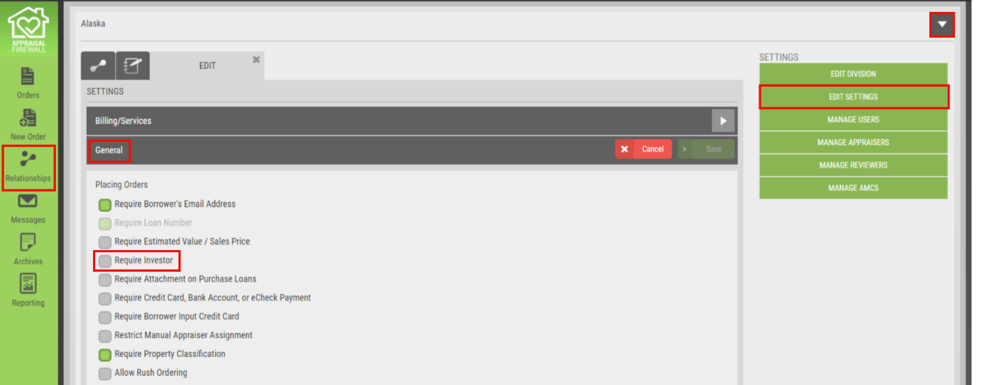 APPRAISAL
FIREWALL
Orders
New Order
Relationships
Messages
Archives
Reporting
Alaska
EDIT
SETTINGS
Billing/Services
General
Cancel
Save
Placing Orders
Require Borrower's Email Address
Require Loan Number
Require Estimated Value / Sales Price
Require Investor
Require Attachment on Purchase Loans
Require Credit Card, Bank Account, or eCheck Payment
Require Borrower Input Credit Card
Restrict Manual Appraiser Assignment
Require Property Classification
Allow Rush Ordering
SETTINGS
EDIT DIVISION
EDIT SETTINGS
MANAGE USERS
MANAGE APPRAISERS
MANAGE REVIEWERS
MANAGE AMCS